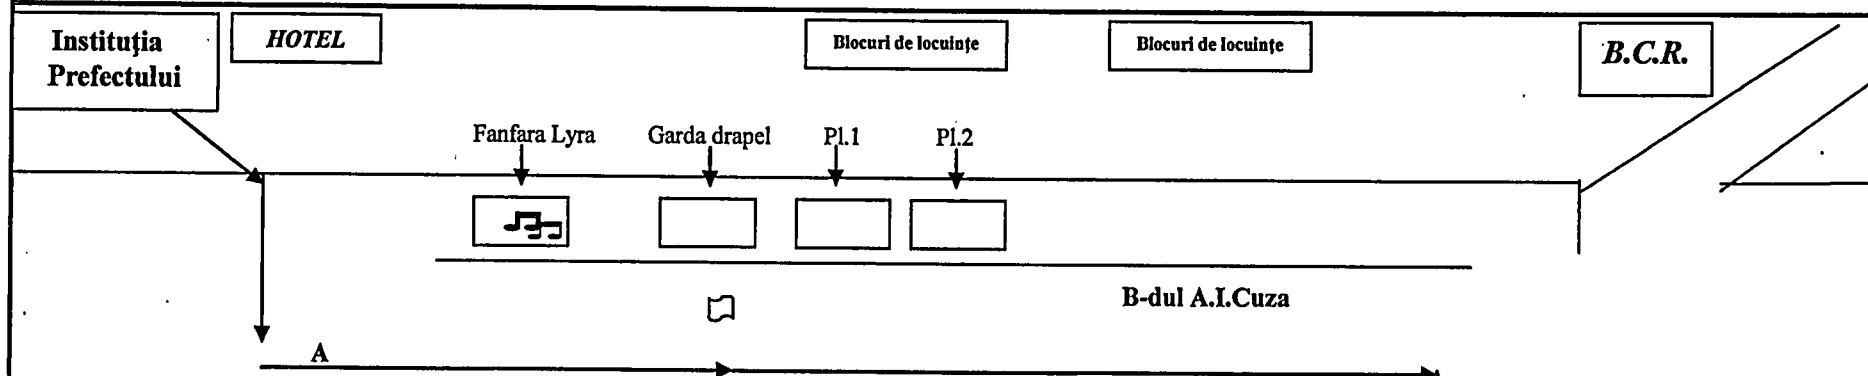 Instituția
Prefectului
HOTEL
Blocuri de locuințe
Blocuri de locuințe
B.C.R.
Fanfara Lyra
Garda drapel
Pl.1
Pl.2
B-dul A.I.Cuza
A